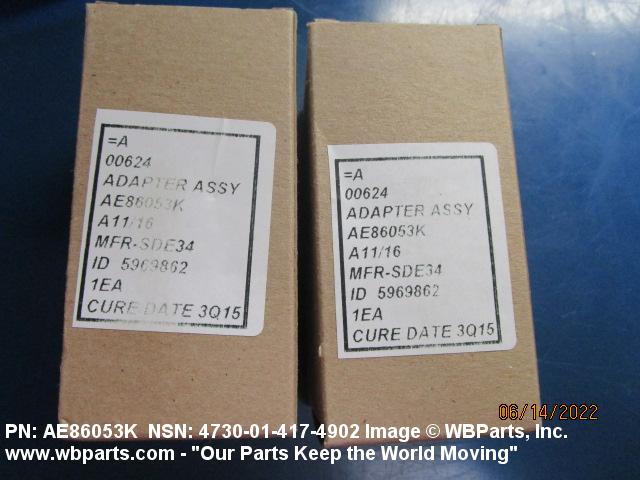 =A
00624
ADAPTER ASSY
AE86053K
A11/16
MFR-SDE34
ID 5969862
1EA
CURE DATE 3Q15
=A
00624
ADAPTER ASSY
AE86053K
A11/16
MFR-SDE34
ID 5969862
1EA
CURE DATE 3Q15
06/14/2022
PN: AE86053K NSN: 4730-01-417-4902 Image © WBParts, Inc.
www.wbparts.com - "Our Parts Keep the World Moving"